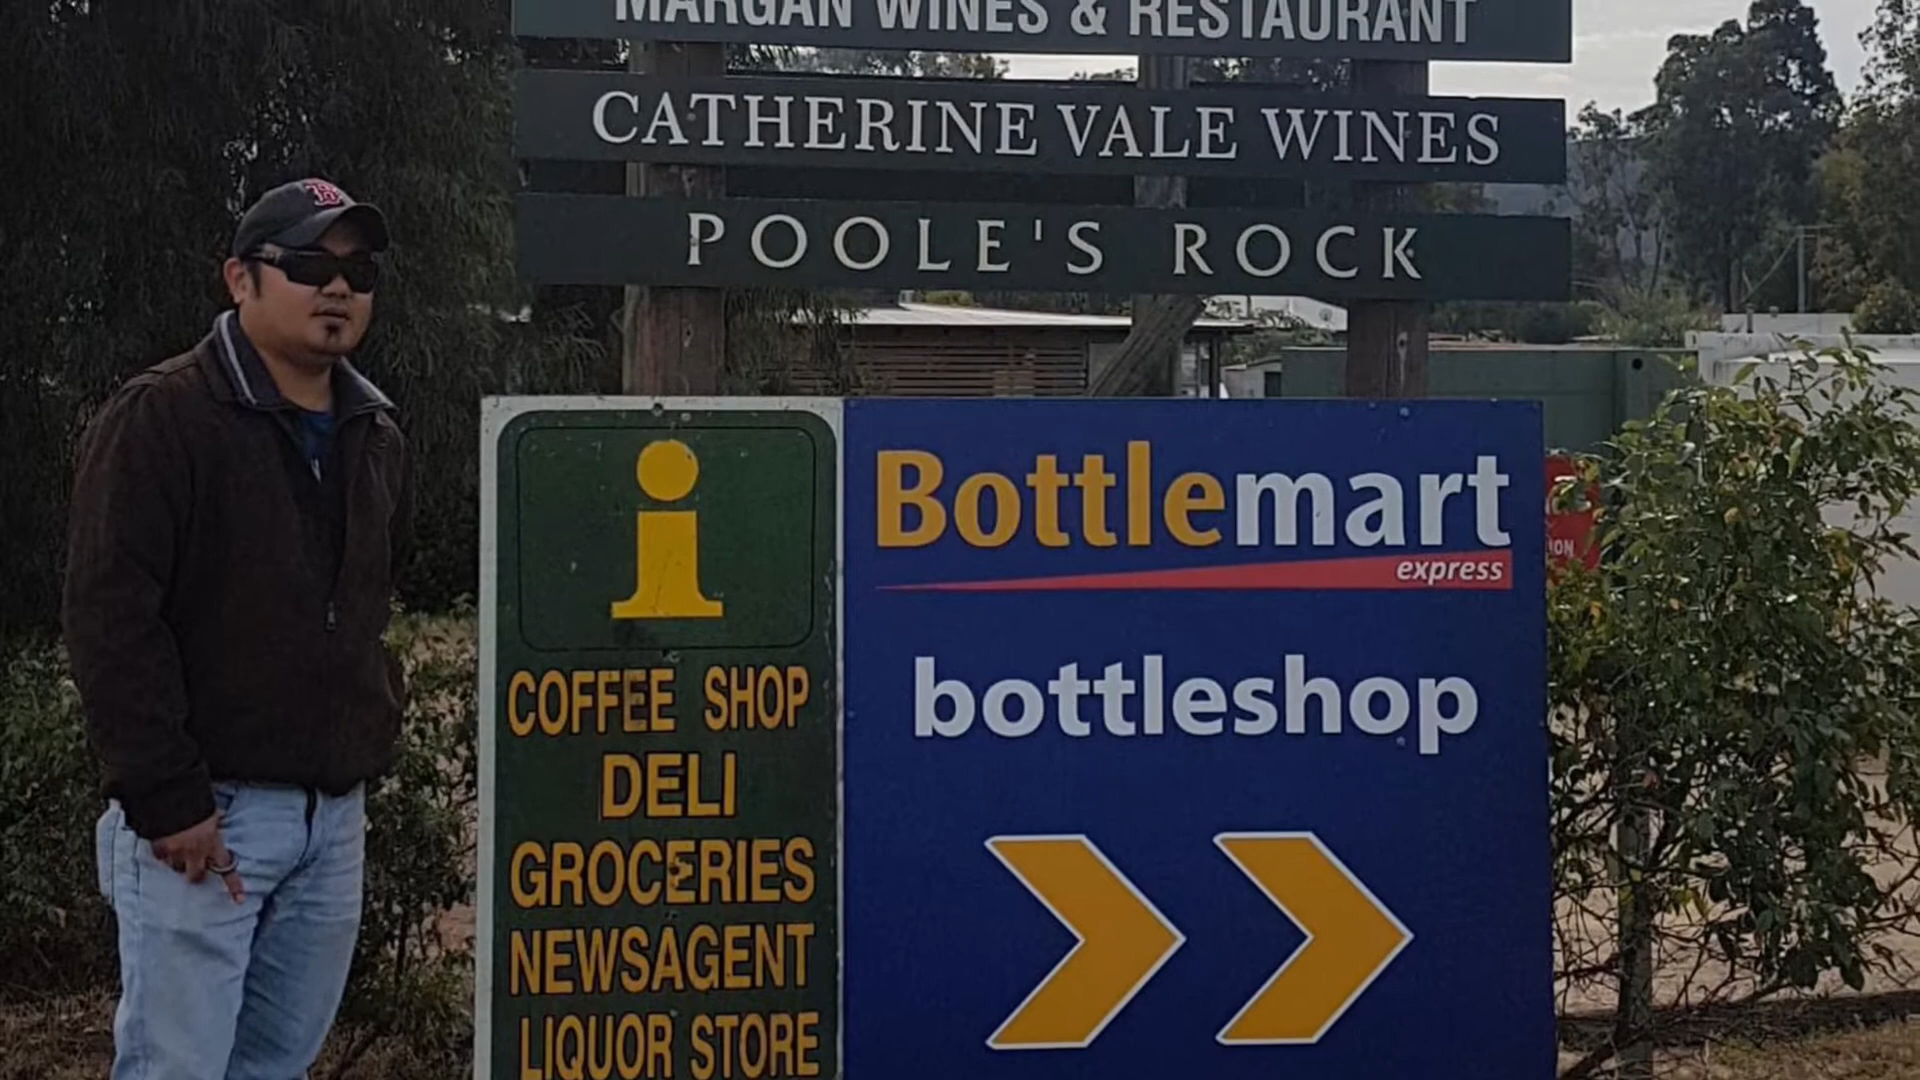 MARGAN WINES & RESTAURANT
CATHERINE VALE WINES
POOLE'S ROCK
B
i
COFFEE SHOP
DELI
GROCERIES
NEWSAGENT
LIQUOR STORE
Bottlemart
express
bottleshop